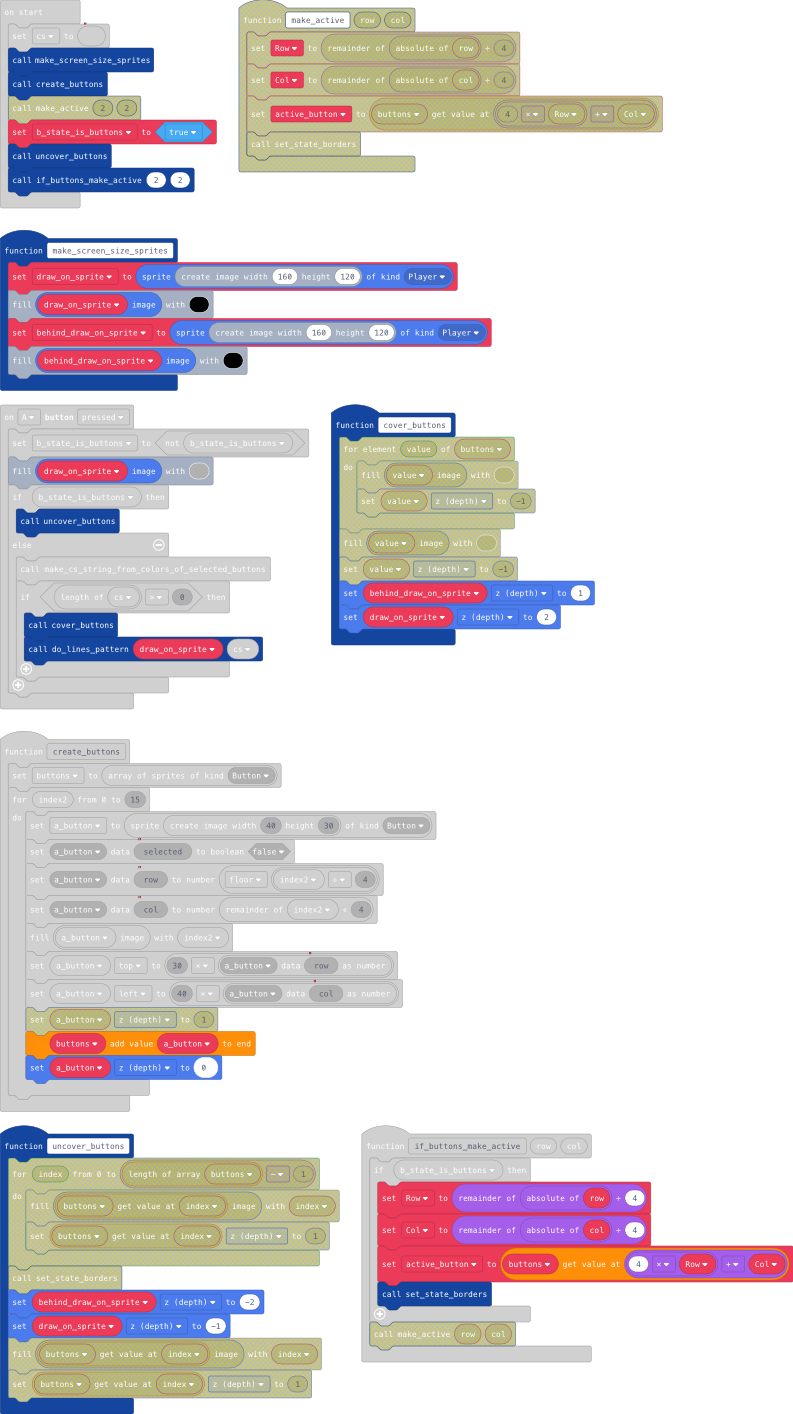 on start
set cs to
call make_screen_size_sprites
call create_buttons
call make_active 2 2
set b_state_is_buttons to true
call uncover_buttons
call if_buttons_make_active 2 2
function make_active row col
set Row to remainder of absolute of row ÷ 4
set Col to remainder of absolute of col ÷ 4
set active_button to buttons get value at 4 × Row + Col
call set_state_borders
function make_screen_size_sprites
set draw_on_sprite to sprite create image width 160 height 120 of kind Player
fill draw_on_sprite image with
set behind_draw_on_sprite to sprite create image width 160 height 120 of kind Player
fill behind_draw_on_sprite image with
on A button pressed
set b_state_is_buttons to not b_state_is_buttons
fill draw_on_sprite image with
if b_state_is_buttons then
call uncover_buttons
else
call make_cs_string_from_colors_of_selected_buttons
if length of cs > 0 then
call cover_buttons
call do_lines_pattern draw_on_sprite cs
function cover_buttons
for element value of buttons
do
fill value image with
set value z (depth) to -1
fill value image with
set value z (depth) to -1
set behind_draw_on_sprite z (depth) to 1
set draw_on_sprite z (depth) to 2
function create_buttons
set buttons to array of sprites of kind Button
for index2 from 0 to 15
do
set a_button to sprite create image width 40 height 30 of kind Button
set a_button data "selected to boolean false
set a_button data "row to number floor index2 ÷ 4
set a_button data "col to number remainder of index2 ÷ 4
fill a_button image with index2
set a_button top to 30 × a_button data "row as number
set a_button left to 40 × a_button data "col as number
set a_button z (depth) to 1
buttons add value a_button to end
set a_button z (depth) to 0
function uncover_buttons
for index from 0 to length of array buttons - 1
do
fill buttons get value at index image with index
set buttons get value at index z (depth) to 1
call set_state_borders
set behind_draw_on_sprite z (depth) to -2
set draw_on_sprite z (depth) to -1
fill buttons get value at index image with index
set buttons get value at index z (depth) to 1
function if_buttons_make_active row col
if b_state_is_buttons then
set Row to remainder of absolute of row ÷ 4
set Col to remainder of absolute of col ÷ 4
set active_button to buttons get value at 4 × Row + Col
call set_state_borders
call make_active row col